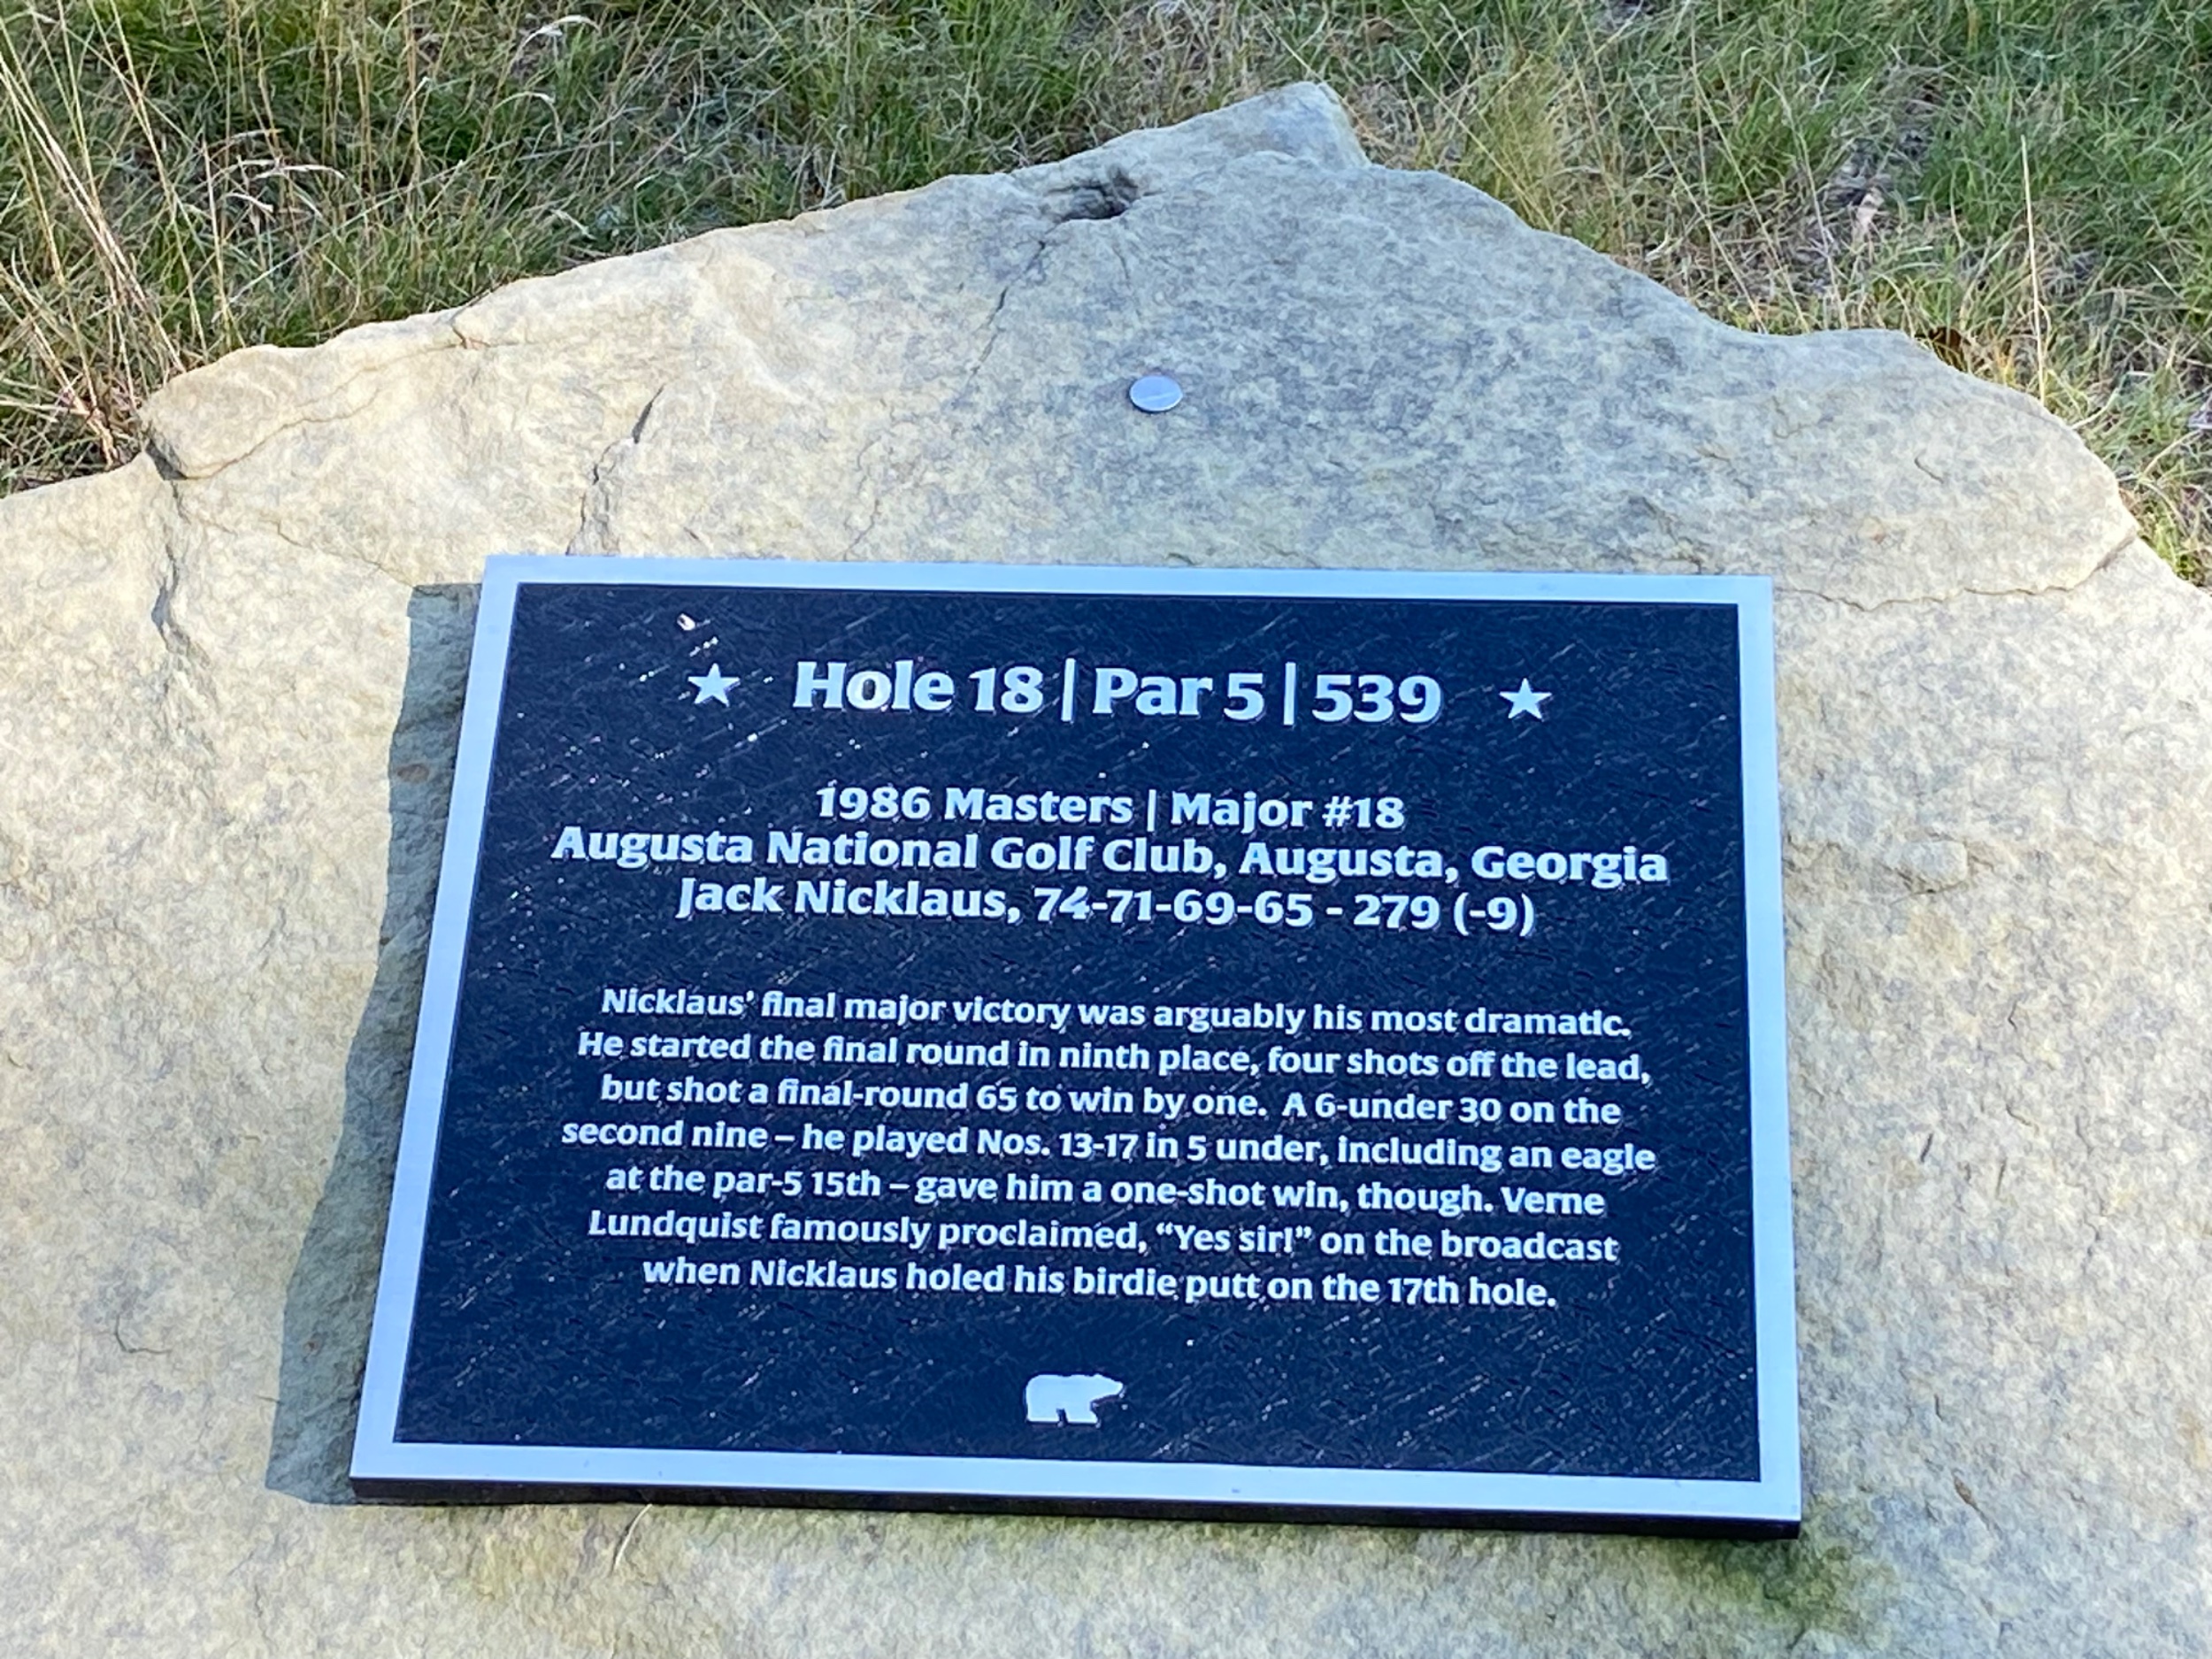 ★ Hole 18 | Par 5 | 539 ★
1986 Masters | Major #18
Augusta National Golf Club, Augusta, Georgia
Jack Nicklaus, 74-71-69-65 - 279 (-9)
Nicklaus’ final major victory was arguably his most dramatic.
He started the final round in ninth place, four shots off the lead,
but shot a final-round 65 to win by one. A 6-under 30 on the
second nine – he played Nos. 13-17 in 5 under, including an eagle
at the par-5 15th – gave him a one-shot win, though. Verne
Lundquist famously proclaimed, “Yes sir!” on the broadcast
when Nicklaus holed his birdie putt on the 17th hole.